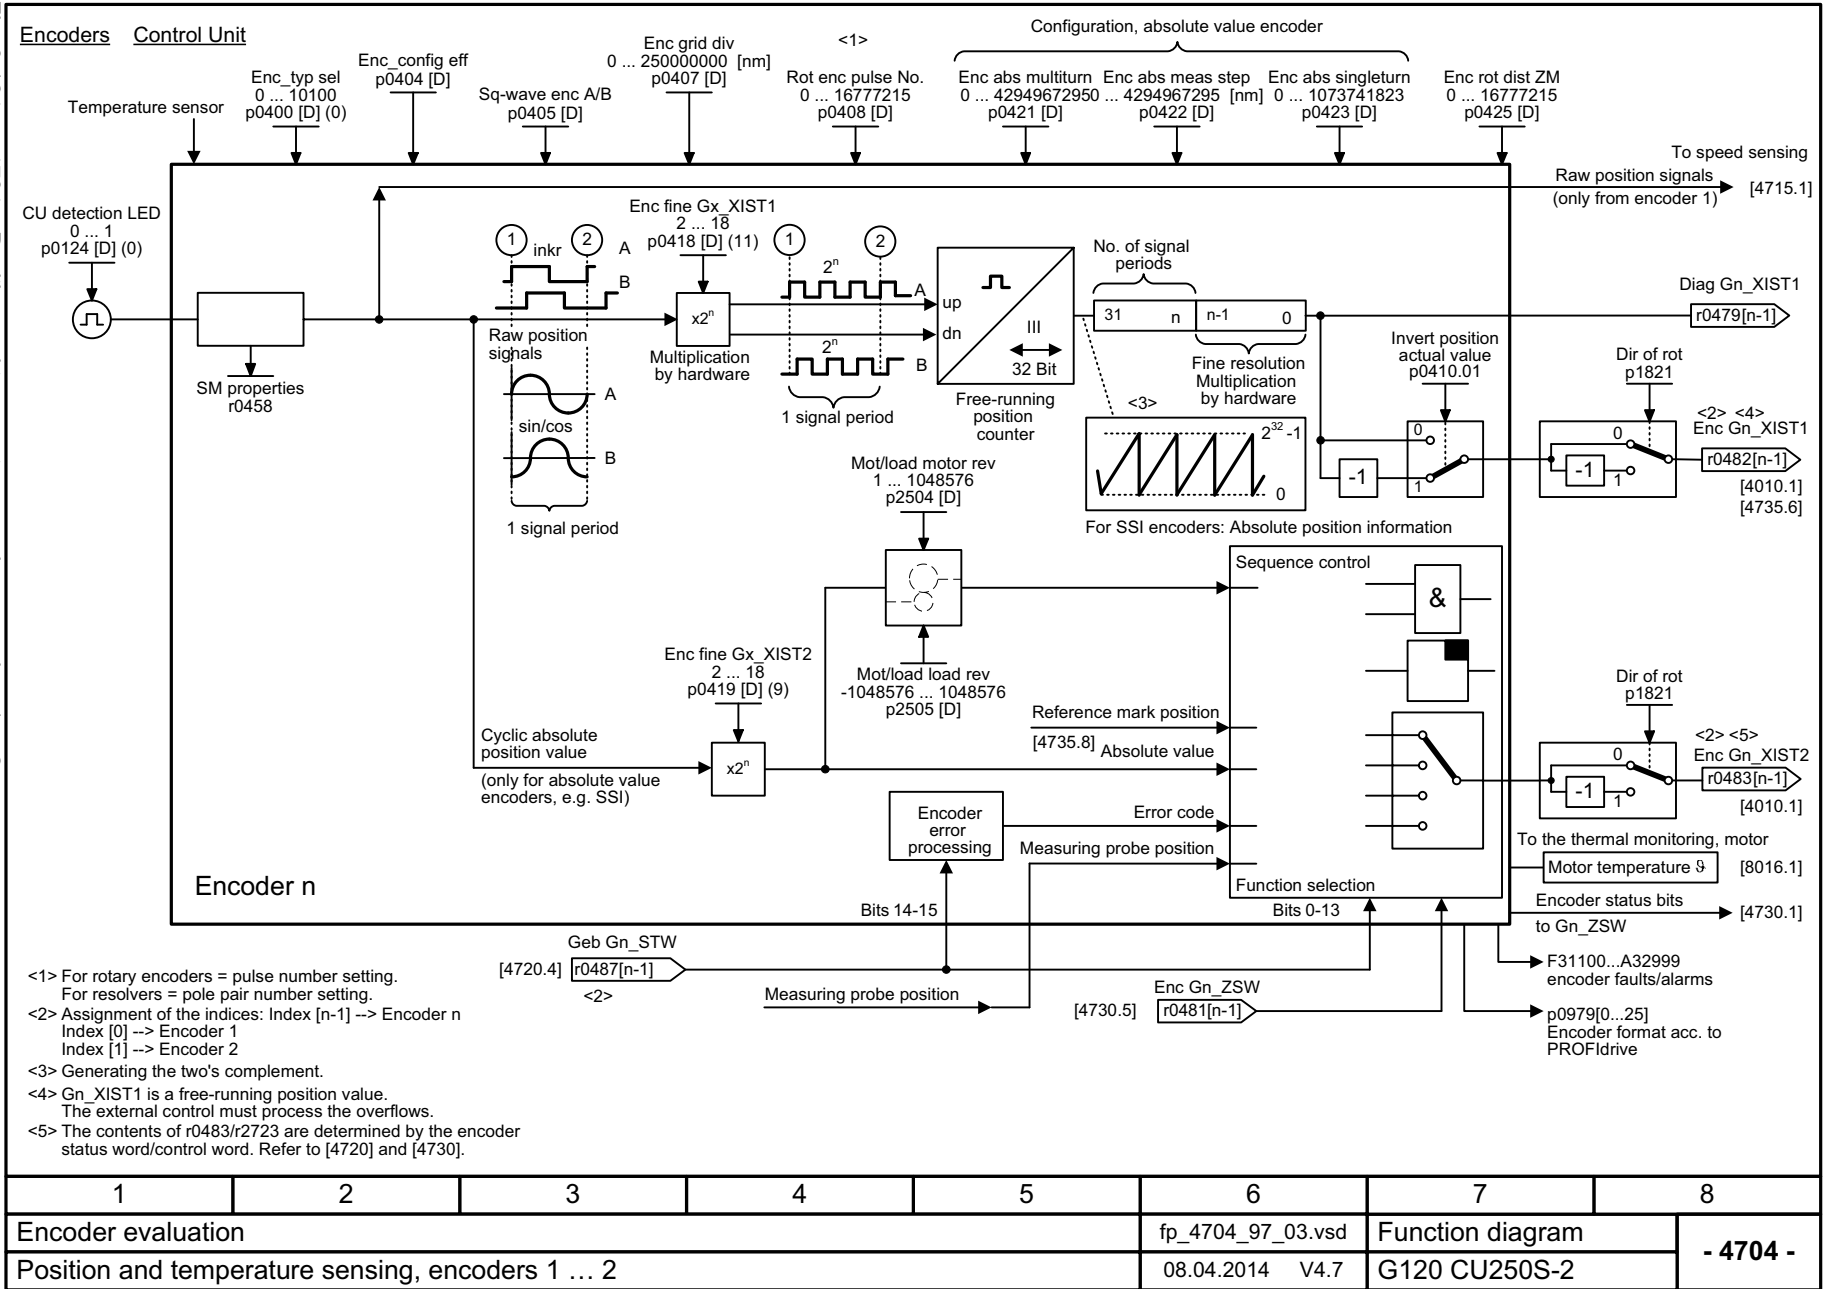 Encoders Control Unit
Temperature sensor
Enc_typ sel
0 ... 10100
p0400 [D] (0)
Enc_config eff
p0404 [D]
Sq-wave enc A/B
p0405 [D]
Enc grid div
0 ... 250000000 [nm]
p0407 [D]
<1>
Rot enc pulse No.
0 ... 16777215
p0408 [D]
Configuration, absolute value encoder
Enc abs multiturn
0 ... 4294967295
p0421 [D]
Enc abs meas step
0 ... 4294967295 [nm]
p0422 [D]
Enc abs singleturn
0 ... 1073741823
p0423 [D]
Enc rot dist ZM
0 ... 16777215
p0425 [D]
To speed sensing
Raw position signals
(only from encoder 1)
[4715.1]
CU detection LED
0 ... 1
p0124 [D] (0)
SM properties
r0458
1
inkr
2
A
B
Raw position
signals
A
sin/cos
B
1 signal period
Enc fine Gx_XIST1
2 ... 18
p0418 [D] (11)
x2n
Multiplication
by hardware
1
2
2n
A
2n
B
1 signal period
up
dn
III
32 Bit
Free-running
position
counter
No. of signal
periods
31 n
n-1 0
Fine resolution
Multiplication
by hardware
<3>
232 -1
0
For SSI encoders: Absolute position information
Diag Gn_XIST1
r0479[n-1]
Invert position
actual value
p0410.01
0
-1
1
Dir of rot
p1821
0
-1
1
<2> <4>
Enc Gn_XIST1
r0482[n-1]
[4010.1]
[4735.6]
Mot/load motor rev
1 ... 1048576
p2504 [D]
Mot/load load rev
-1048576 ... 1048576
p2505 [D]
Enc fine Gx_XIST2
2 ... 18
p0419 [D] (9)
Cyclic absolute
position value
(only for absolute value
encoders, e.g. SSI)
x2n
Sequence control
&
Reference mark position
[4735.8]
Absolute value
Error code
Encoder
error
processing
Measuring probe position
Function selection
Bits 14-15
Bits 0-13
Encoder n
Dir of rot
p1821
0
-1
1
<2> <5>
Enc Gn_XIST2
r0483[n-1]
[4010.1]
To the thermal monitoring, motor
Motor temperature ϑ
[8016.1]
Encoder status bits
to Gn_ZSW
[4730.1]
F31100...A32999
encoder faults/alarms
p0979[0...25]
Encoder format acc. to
PROFIdrive
Geb Gn_STW
[4720.4]
r0487[n-1]
<2>
Measuring probe position
Enc Gn_ZSW
[4730.5]
r0481[n-1]
<1> For rotary encoders = pulse number setting.
For resolvers = pole pair number setting.
<2> Assignment of the indices: Index [n-1] --> Encoder n
Index [0] --> Encoder 1
Index [1] --> Encoder 2
<3> Generating the two's complement.
<4> Gn_XIST1 is a free-running position value.
The external control must process the overflows.
<5> The contents of r0483/r2723 are determined by the encoder
status word/control word. Refer to [4720] and [4730].
1 2 3 4 5 6 7 8
Encoder evaluation
fp_4704_97_03.vsd
Function diagram
- 4704 -
Position and temperature sensing, encoders 1 … 2
08.04.2014 V4.7
G120 CU250S-2